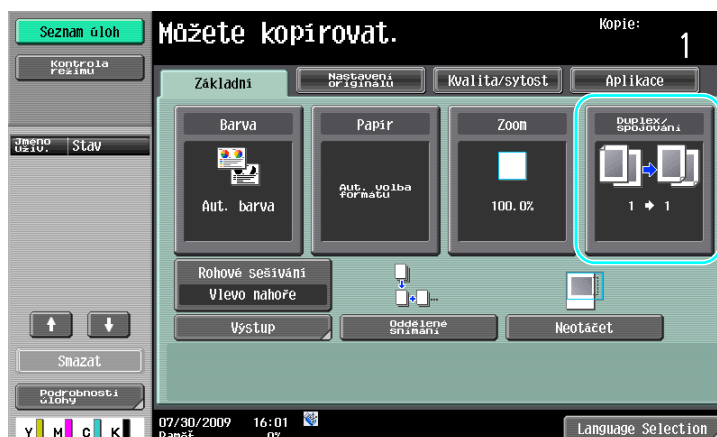 Seznam úloh
Můžete kopírovat.
Kopie:
1
Kontrola
režimu
Základní
Nastavení
originálu
Kvalita/sytost
Aplikace
Jméno
uživ.
Stav
Barva
Papír
Zoom
Duplex/
spojování
Aut. barva
Aut. volba
formátu
100.0%
1 → 1
Rohové sešívání
Vlevo nahoře
Výstup
Oddělené
snímání
Neotáčet
Smazat
Podrobnosti
úlohy
Y M C K
07/30/2009 16:01
Paměť 0%
Language Selection